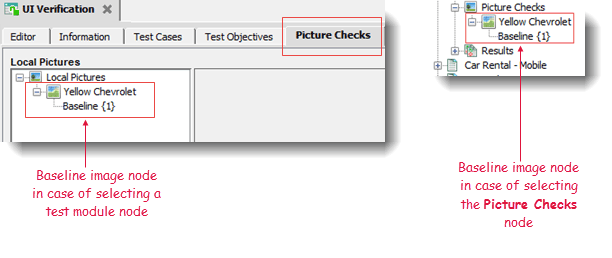 UI Verification
Editor
Information
Test Cases
Test Objectives
Picture Checks
Local Pictures
Local Pictures
Yellow Chevrolet
Baseline {1}
Baseline image node
in case of selecting a
test module node
Picture Checks
Yellow Chevrolet
Baseline {1}
Results
Car Rental - Mobile
Baseline image node
in case of selecting
the Picture Checks
node